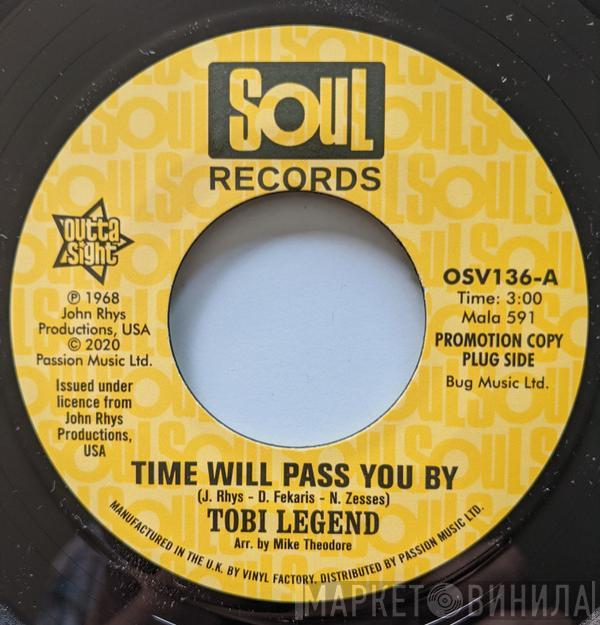 SOUL
RECORDS
outta
sight
℗ 1968
John Rhys
Productions, USA
© 2020
Passion Music Ltd.
Issued under
licence from
John Rhys
Productions,
USA
OSV136-A
Time: 3:00
Mala 591
PROMOTION COPY
PLUG SIDE
Bug Music Ltd.
TIME WILL PASS YOU BY
(J. Rhys - D. Fekaris - N. Zesses)
TOBI LEGEND
Arr. by Mike Theodore
MANUFACTURED IN THE U.K. BY VINYL FACTORY. DISTRIBUTED BY PASSION MUSIC LTD.
МАРКЕТ ВИНИЛА